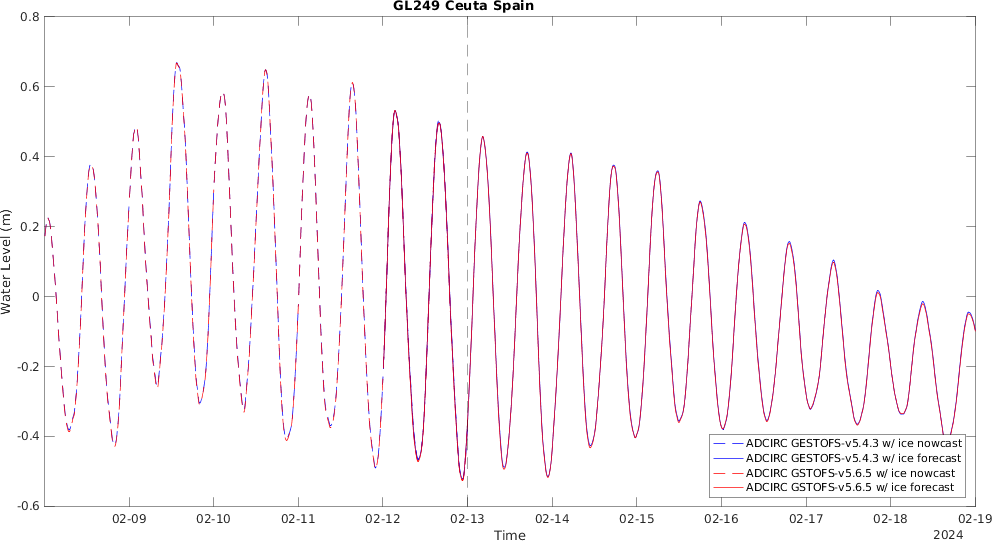 GL249 Ceuta Spain
0.8
0.6
0.4
0.2
0
-0.2
-0.4
-0.6
Water Level (m)
ADCIRC GESTOFS-v5.4.3 w/ ice nowcast
ADCIRC GESTOFS-v5.4.3 w/ ice forecast
ADCIRC GSTOFS-v5.6.5 w/ ice nowcast
ADCIRC GSTOFS-v5.6.5 w/ ice forecast
02-09 02-10 02-11 02-12 02-13 02-14 02-15 02-16 02-17 02-18 02-19
Time
2024